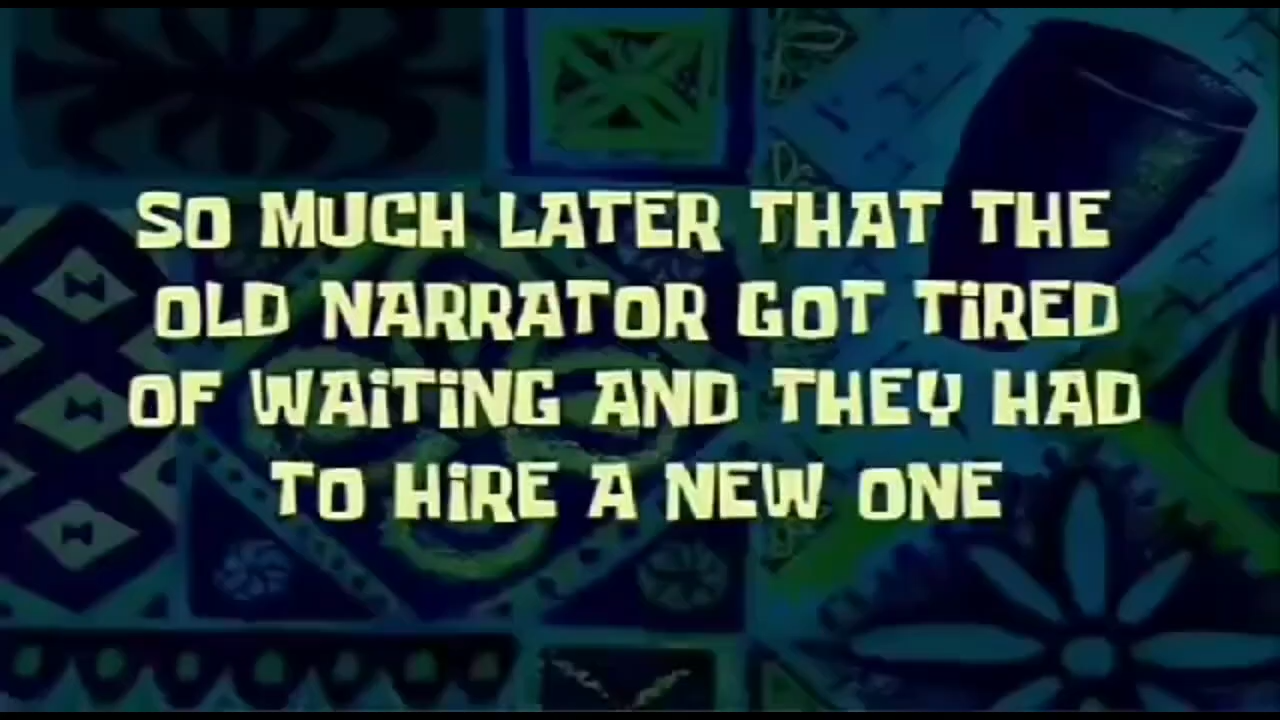 SO MUCH LATER THAT THE
OLD NARRATOR GOT TIRED
OF WAITING AND THEY HAD
TO HIRE A NEW ONE